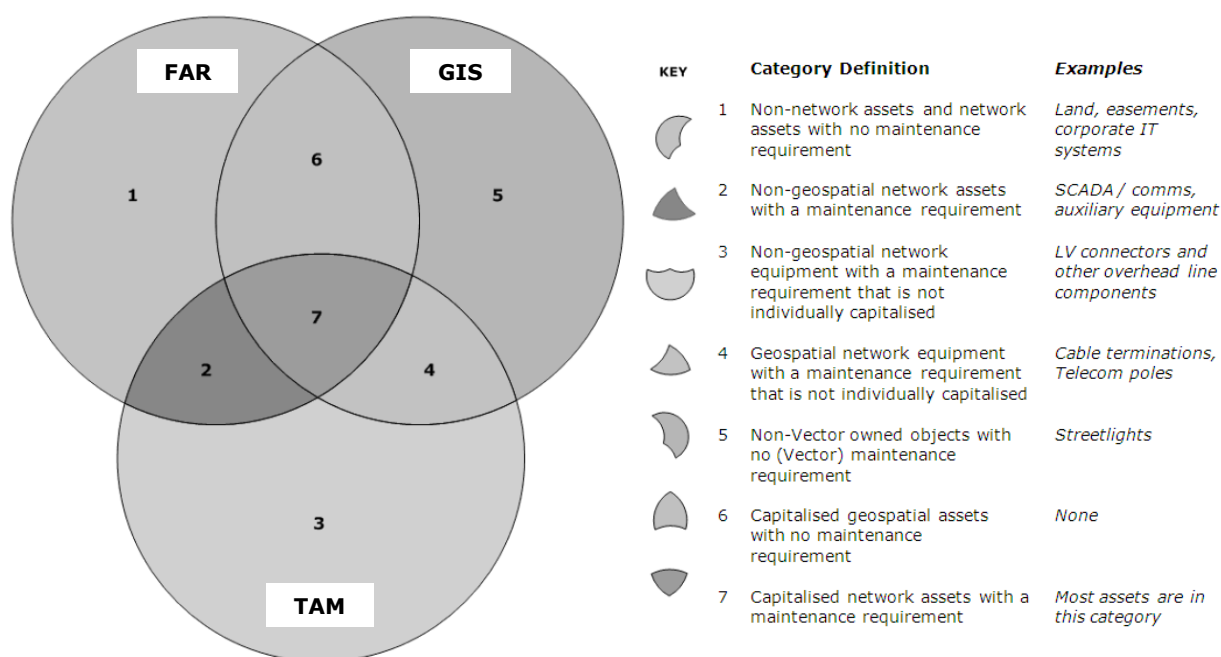 FAR
GIS
6
1
5
7
2
4
3
TAM
KEY
Category Definition
Examples
1
Non-network assets and network
assets with no maintenance
requirement
Land, easements,
corporate IT
systems
2
Non-geospatial network assets
with a maintenance requirement
SCADA / comms,
auxiliary equipment
3
Non-geospatial network
equipment with a maintenance
requirement that is not
individually capitalised
LV connectors and
other overhead line
components
4
Geospatial network equipment
with a maintenance requirement
that is not individually capitalised
Cable terminations,
Telecom poles
5
Non-Vector owned objects with
no (Vector) maintenance
requirement
Streetlights
6
Capitalised geospatial assets
with no maintenance
requirement
None
7
Capitalised network assets with a
maintenance requirement
Most assets are in
this category